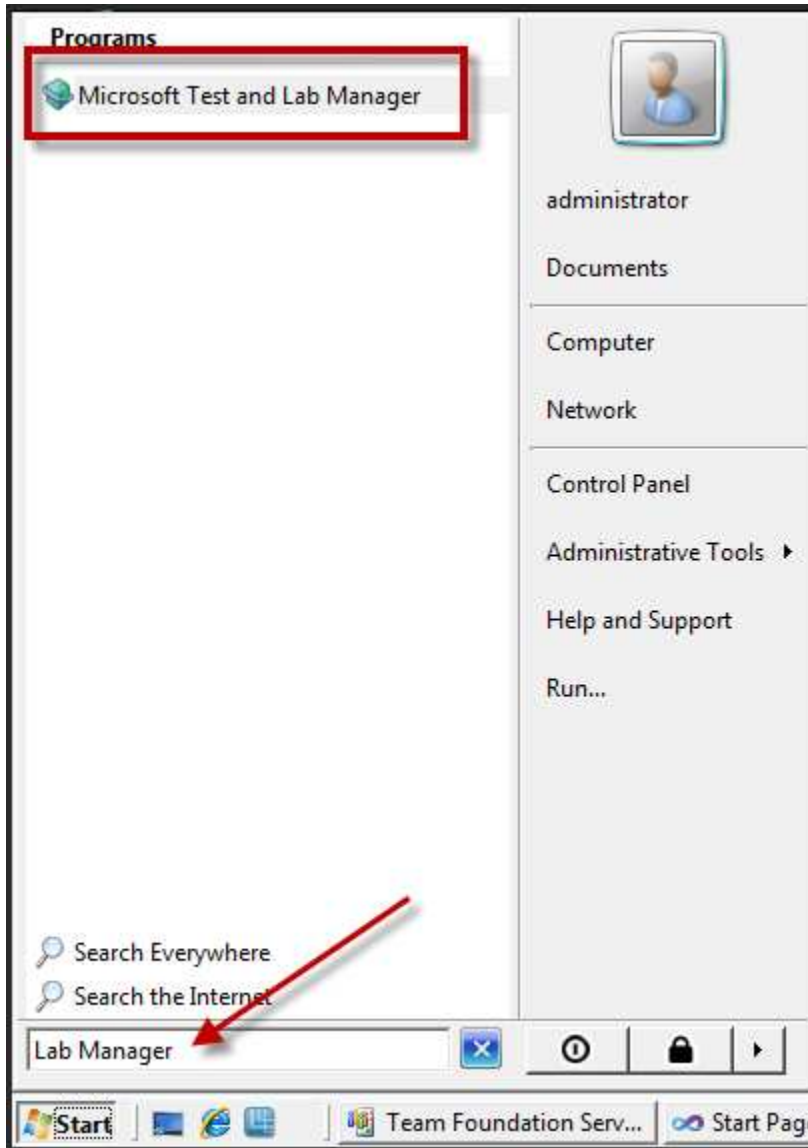 Programs
Microsoft Test and Lab Manager
Search Everywhere
Search the Internet
Lab Manager
administrator
Documents
Computer
Network
Control Panel
Administrative Tools
Help and Support
Run...
Start
Team Foundation Serv...
Start Pag